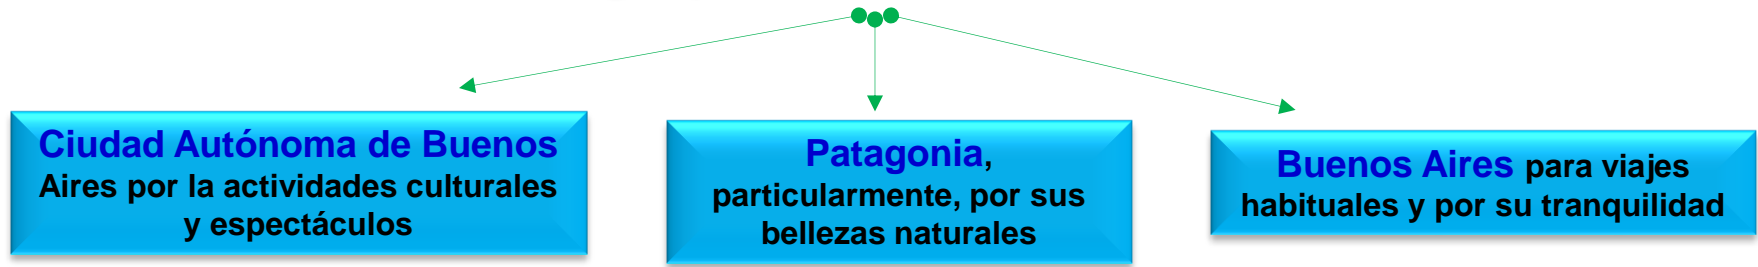 Ciudad Autónoma de Buenos
Aires por la actividades culturales
y espectáculos
Patagonia,
particularmente, por sus
bellezas naturales
Buenos Aires para viajes
habituales y por su tranquilidad